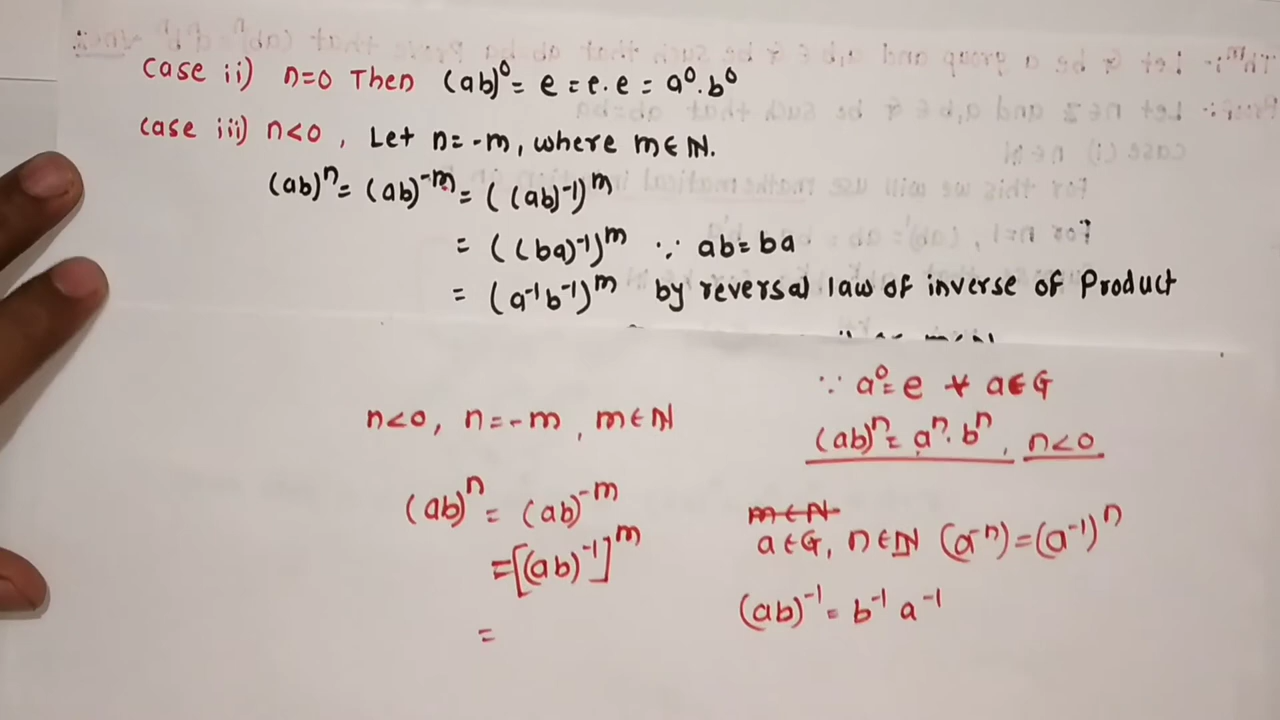 case ii) n=0 Then (ab)⁰ = e = e.e = a⁰.b⁰
case iii) n<0, Let n=-m, where m∈ℕ.
(ab)ⁿ = (ab)⁻ᵐ = ((ab)⁻¹)ᵐ
= ((ba)⁻¹)ᵐ ∵ ab=ba
= (a⁻¹b⁻¹)ᵐ by reversal law of inverse of Product
∵ a⁰=e ∀ a∈G
n<0, n=-m, m∈ℕ
(ab)ⁿ = aⁿ.bⁿ, n<0
(ab)ⁿ = (ab)⁻ᵐ
m∈N
= [(ab)⁻¹]ᵐ
a∈G, n∈ℕ (a⁻ⁿ)=(a⁻¹)ⁿ
(ab)⁻¹ = b⁻¹ a⁻¹
=